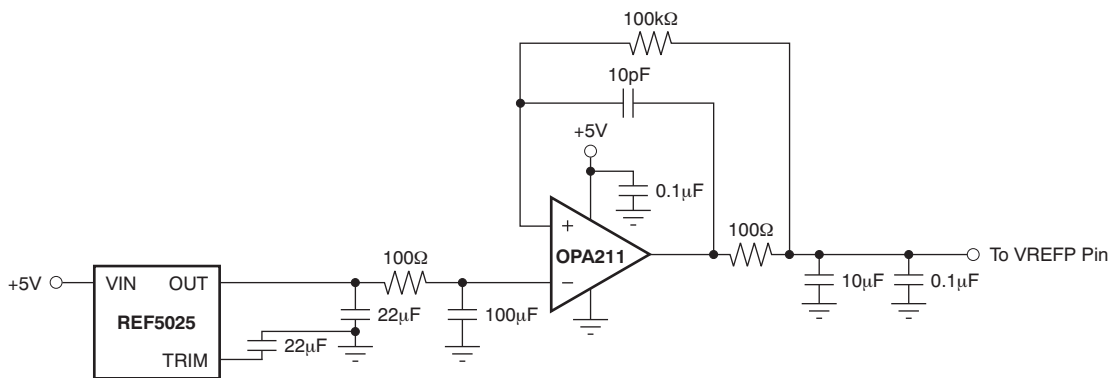 100kΩ
10pF
+5V
0.1μF
+
OPA211
−
100Ω
To VREFP Pin
10μF
0.1μF
+5V
VIN
OUT
REF5025
TRIM
100Ω
22μF
100μF
22μF